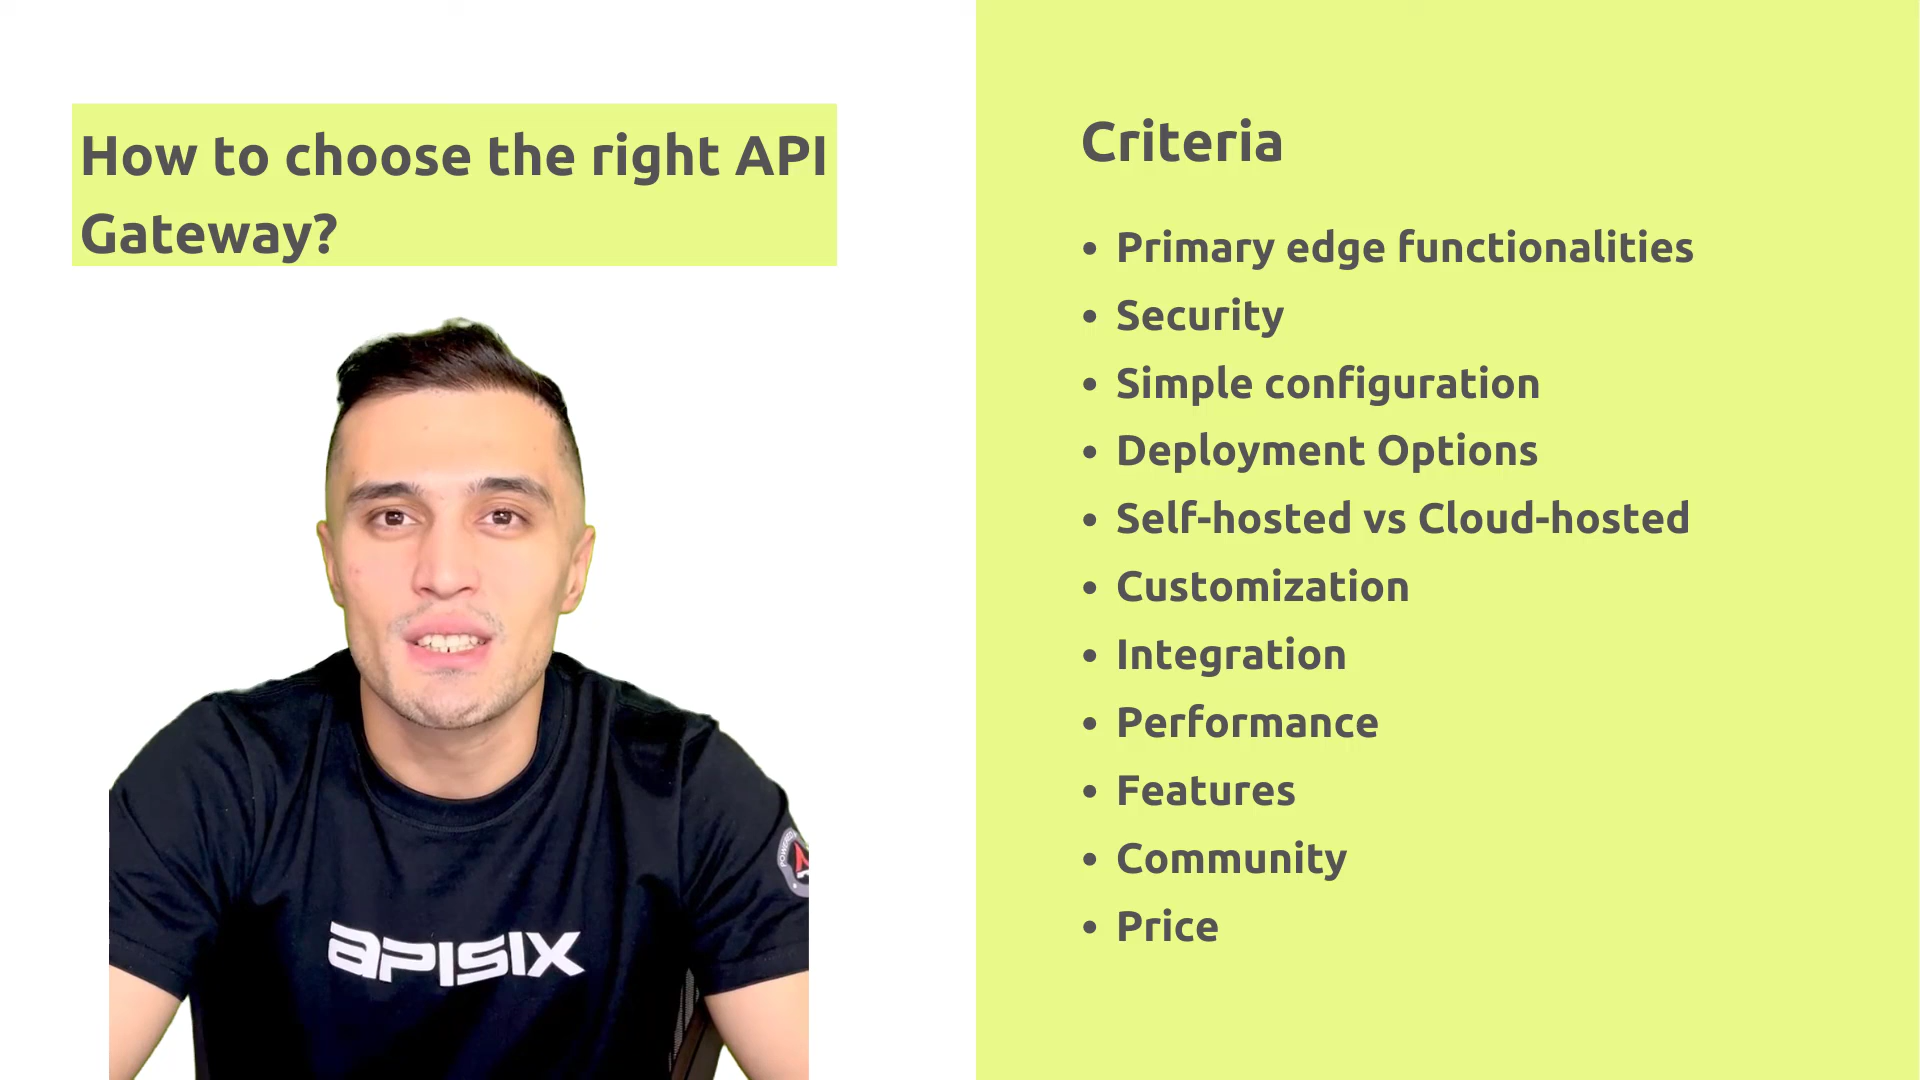 How to choose the right API
Gateway?
Criteria
• Primary edge functionalities
• Security
• Simple configuration
• Deployment Options
• Self-hosted vs Cloud-hosted
• Customization
• Integration
• Performance
• Features
• Community
• Price
POWERED
APISIX